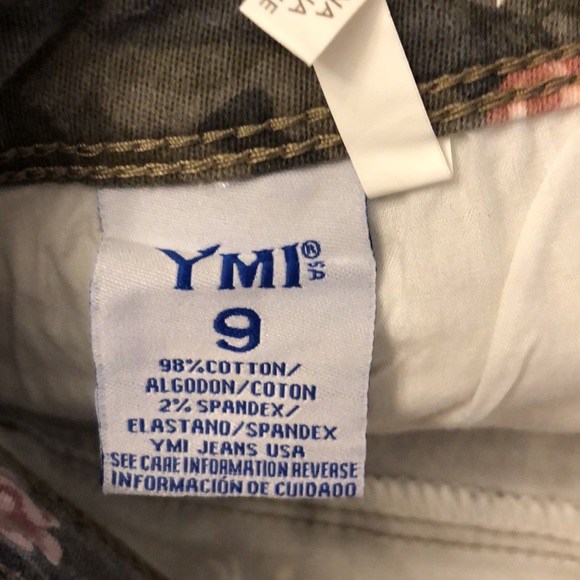 YMI® SA
9
98% COTTON/
ALGODON/COTON
2% SPANDEX/
ELASTANO/SPANDEX
YMI JEANS USA
SEE CARE INFORMATION REVERSE
INFORMACIÓN DE CUIDADO